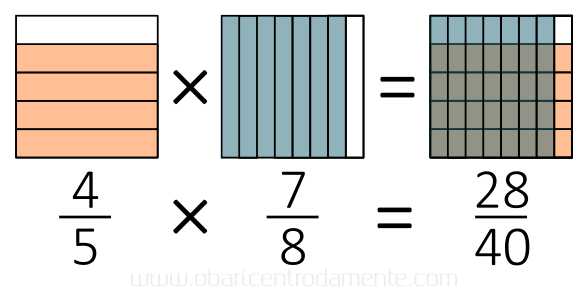 × =
4/5 × 7/8 = 28/40
www.obaricentrodamente.com